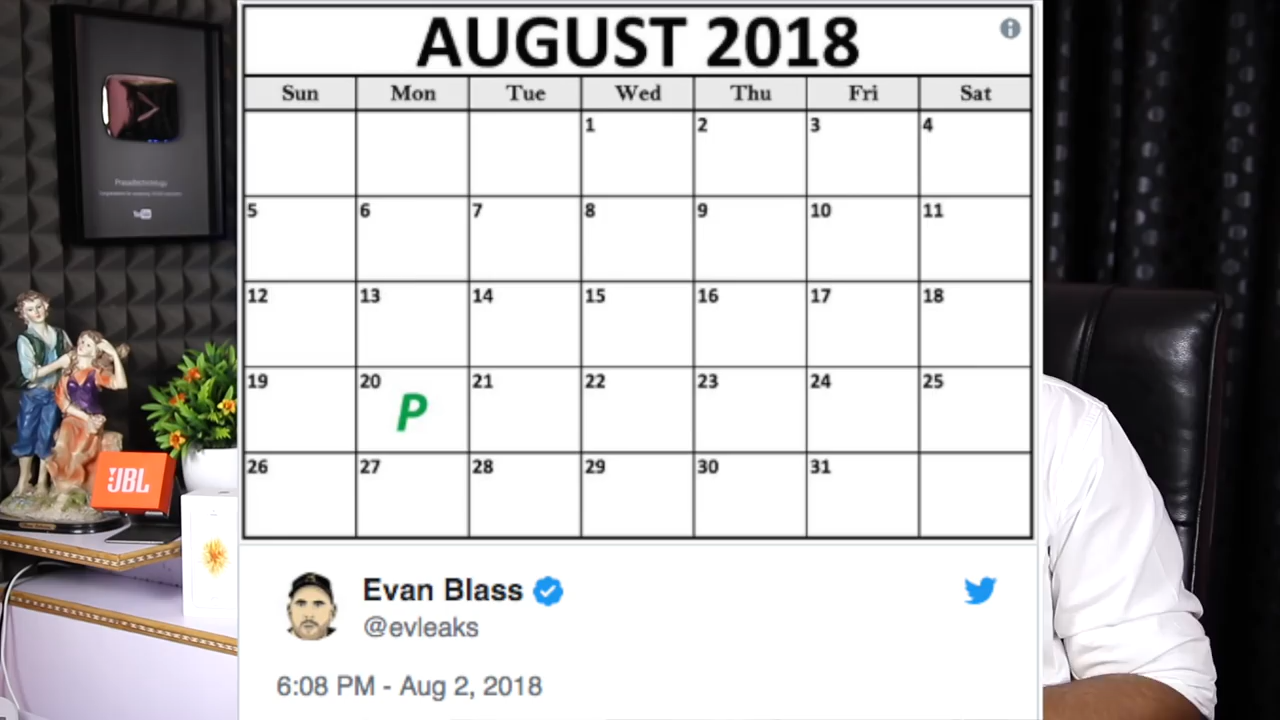 AUGUST 2018
Sun Mon Tue Wed Thu Fri Sat
1 2 3 4
5 6 7 8 9 10 11
12 13 14 15 16 17 18
19 20 21 22 23 24 25
P
26 27 28 29 30 31
Evan Blass
@evleaks
6:08 PM - Aug 2, 2018
JBL